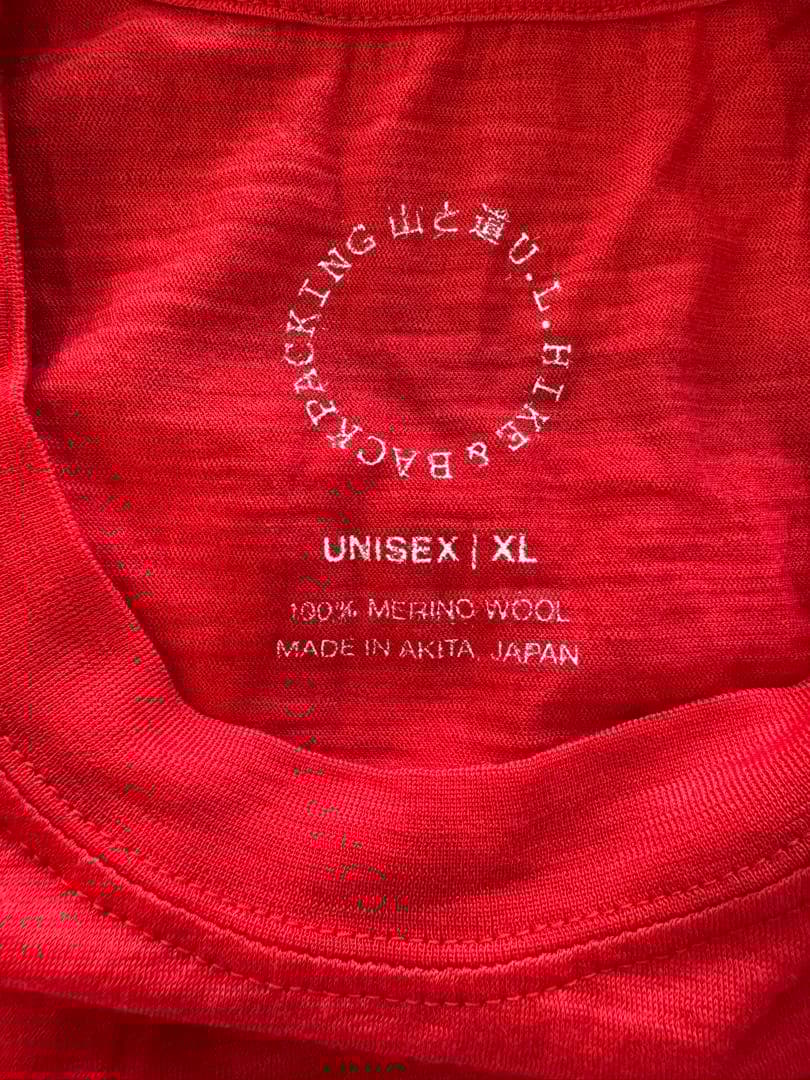 山と道 U.L. HIKE & BACKPACKING
UNISEX | XL
100% MERINO WOOL
MADE IN AKITA, JAPAN